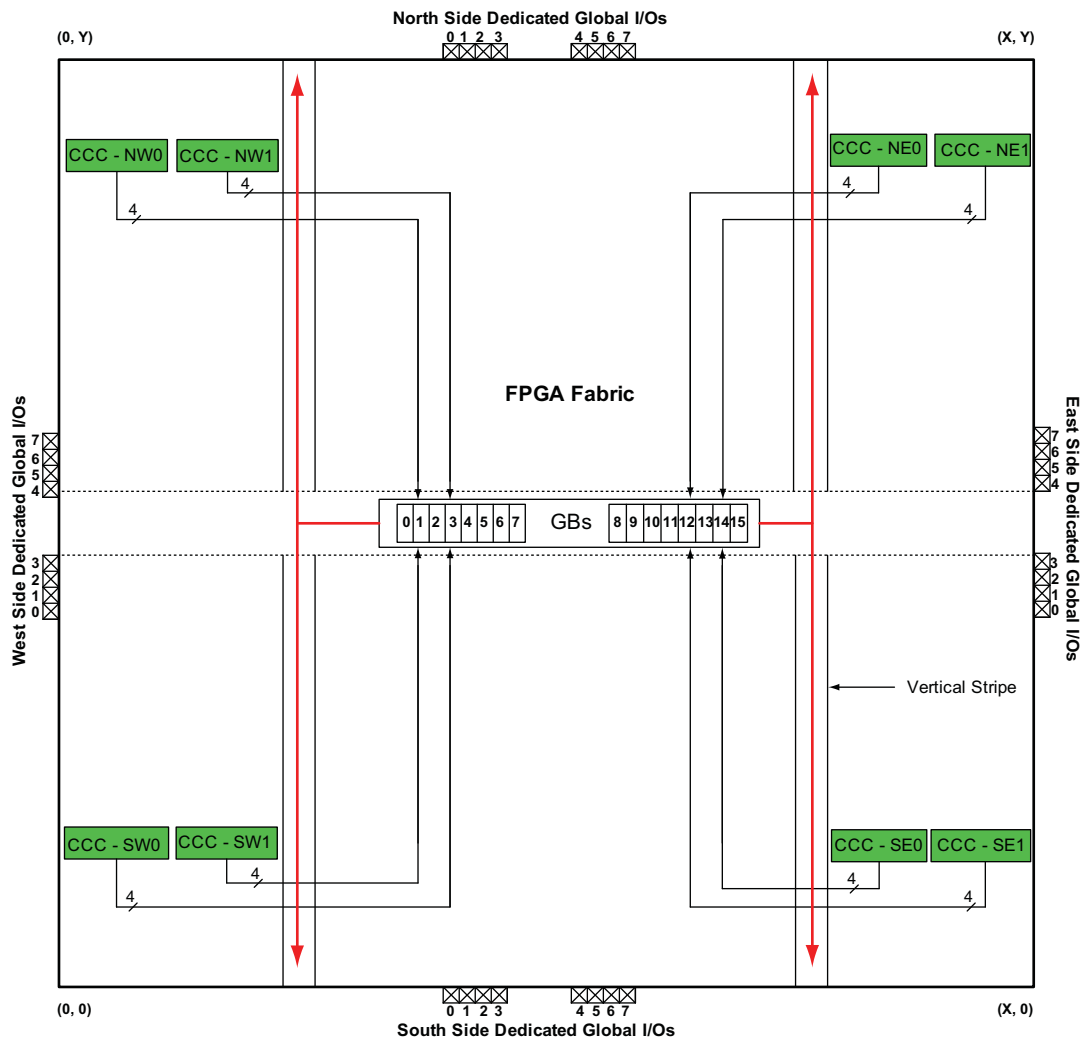 North Side Dedicated Global I/Os
(0, Y)
0 1 2 3
4 5 6 7
(X, Y)
CCC - NW0
CCC - NW1
CCC - NE0
CCC - NE1
4
4
4
4
FPGA Fabric
West Side Dedicated Global I/Os
7
6
5
4
3
2
1
0
East Side Dedicated Global I/Os
7
6
5
4
3
2
1
0
0 1 2 3 4 5 6 7
GBs
8 9 10 11 12 13 14 15
Vertical Stripe
CCC - SW0
CCC - SW1
CCC - SE0
CCC - SE1
4
4
4
4
(0, 0)
0 1 2 3
4 5 6 7
(X, 0)
South Side Dedicated Global I/Os